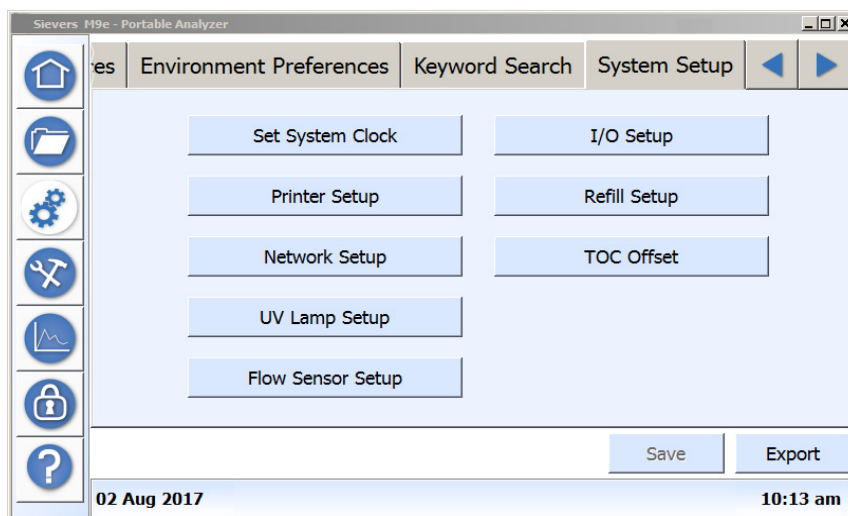 Sievers M9e - Portable Analyzer
es Environment Preferences Keyword Search System Setup
Set System Clock I/O Setup
Printer Setup Refill Setup
Network Setup TOC Offset
UV Lamp Setup
Flow Sensor Setup
?
Save Export
02 Aug 2017 10:13 am